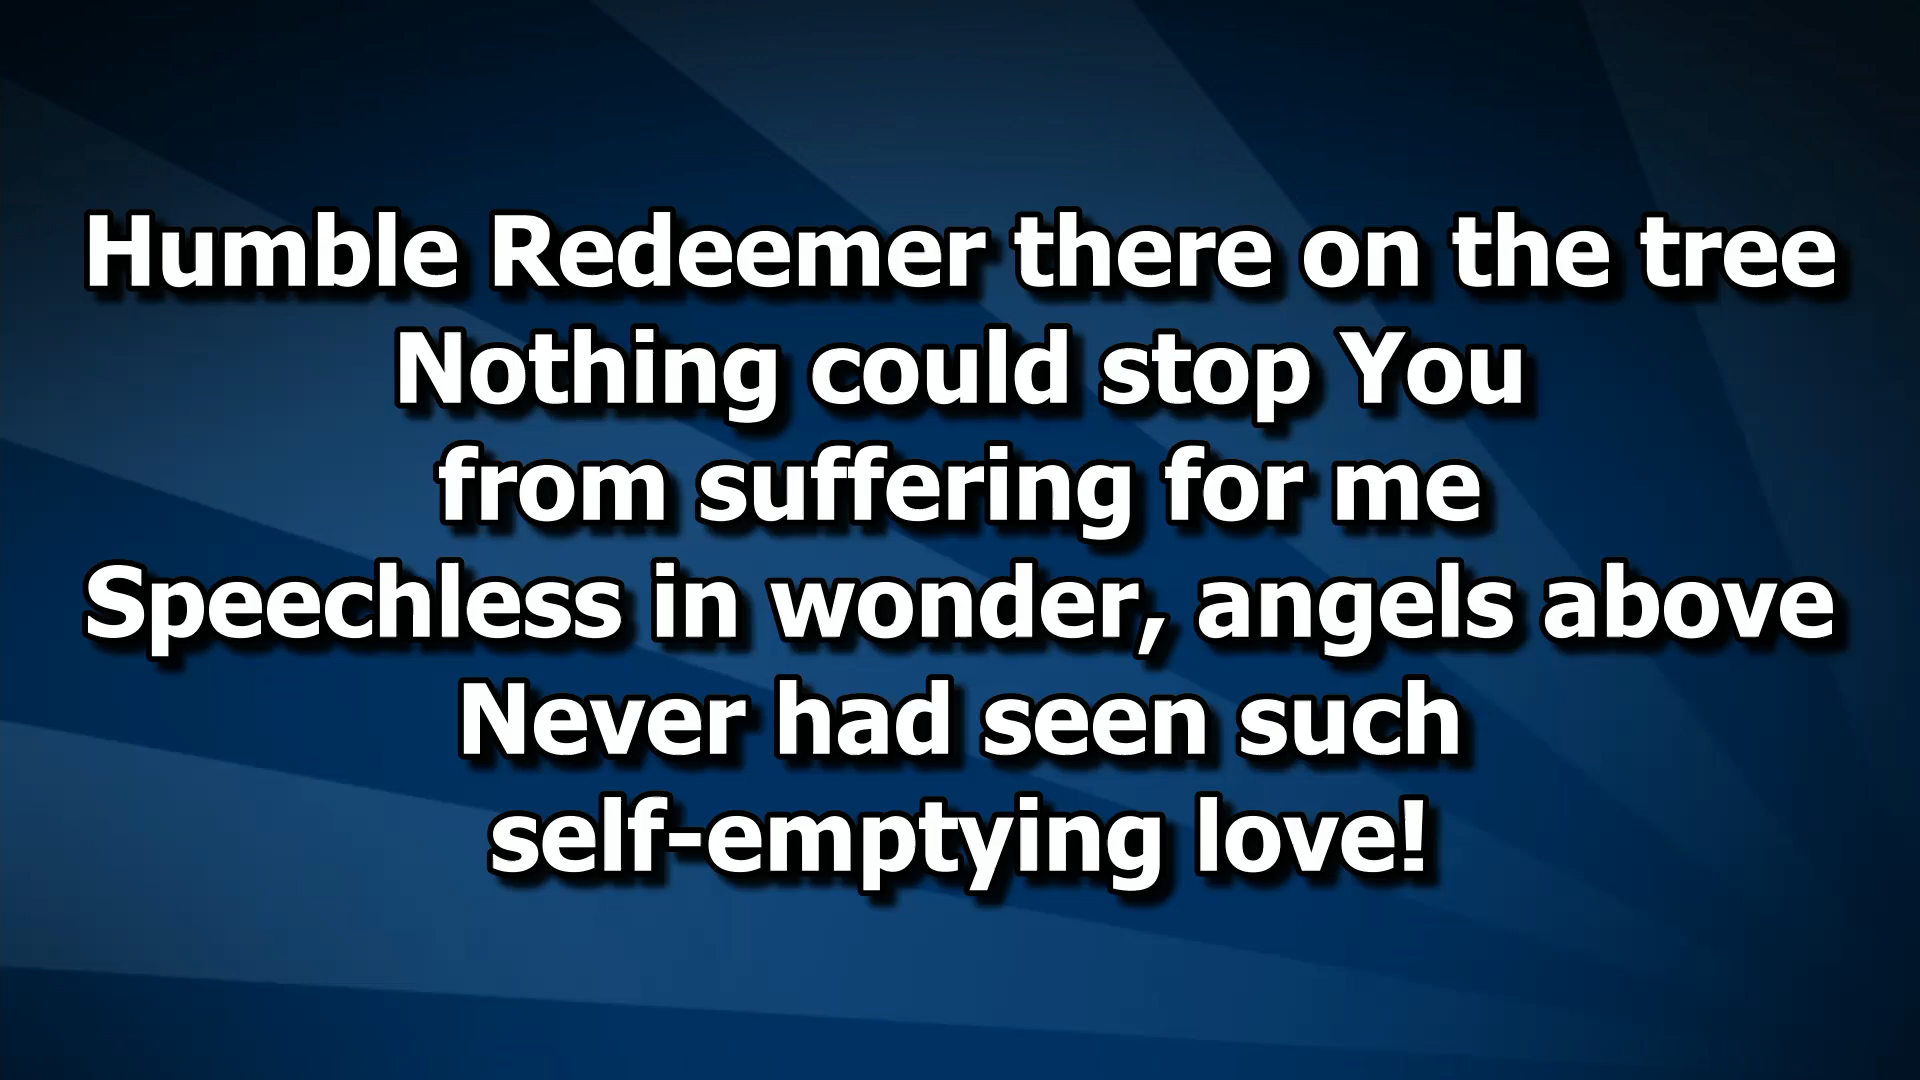 Humble Redeemer there on the tree
Nothing could stop You
from suffering for me
Speechless in wonder, angels above
Never had seen such
self-emptying love!